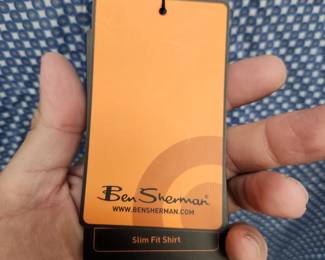 Ben Sherman®
WWW.BENSHERMAN.COM
Slim Fit Shirt